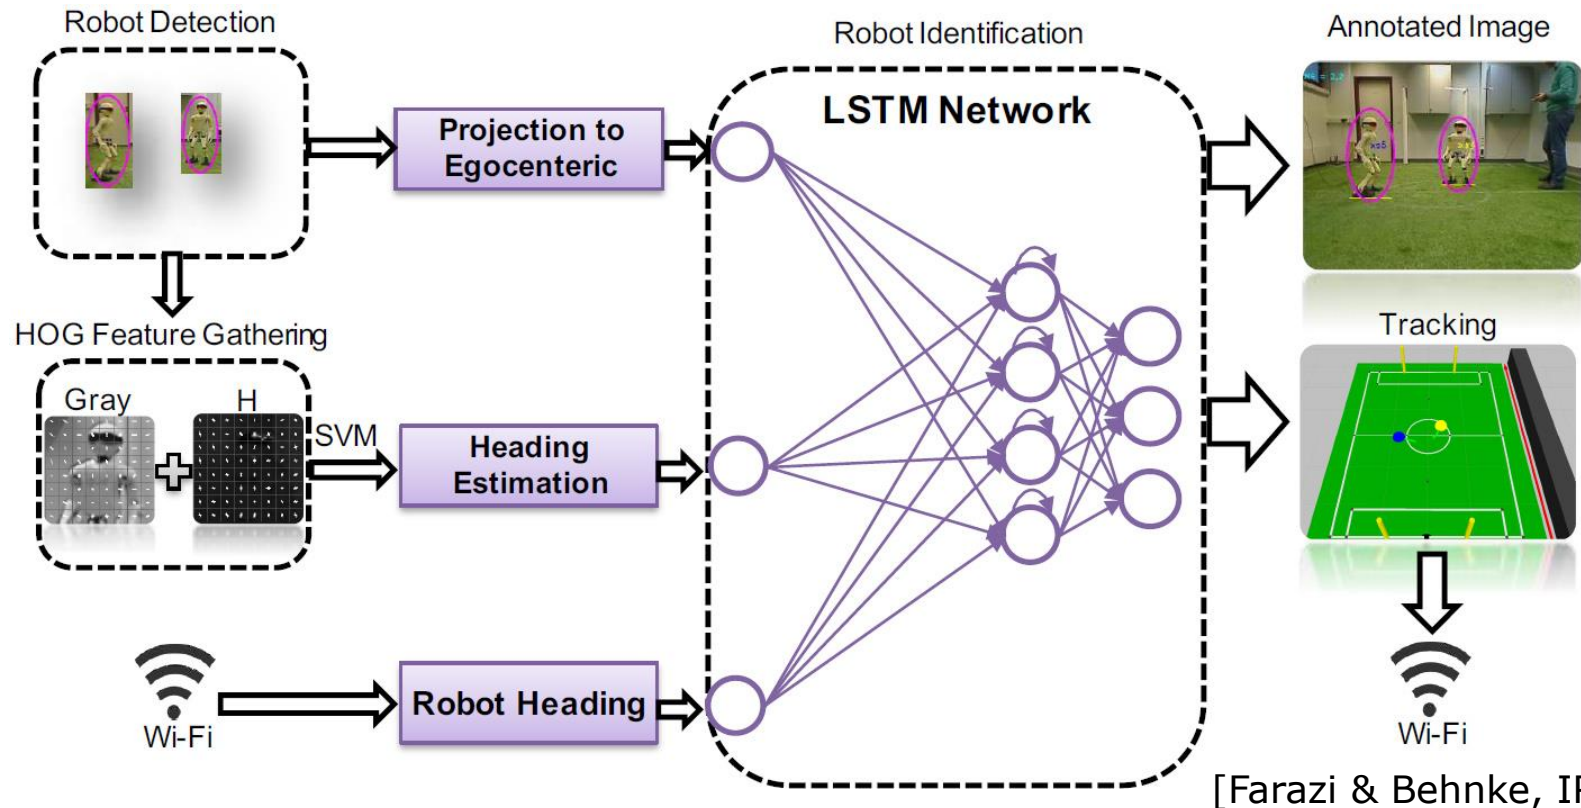 Robot Detection
Robot Identification
Annotated Image
LSTM Network
Projection to
Egocenteric
HOG Feature Gathering
Gray
H
SVM
Heading
Estimation
Tracking
Robot Heading
Wi-Fi
Wi-Fi
[Farazi & Behnke,